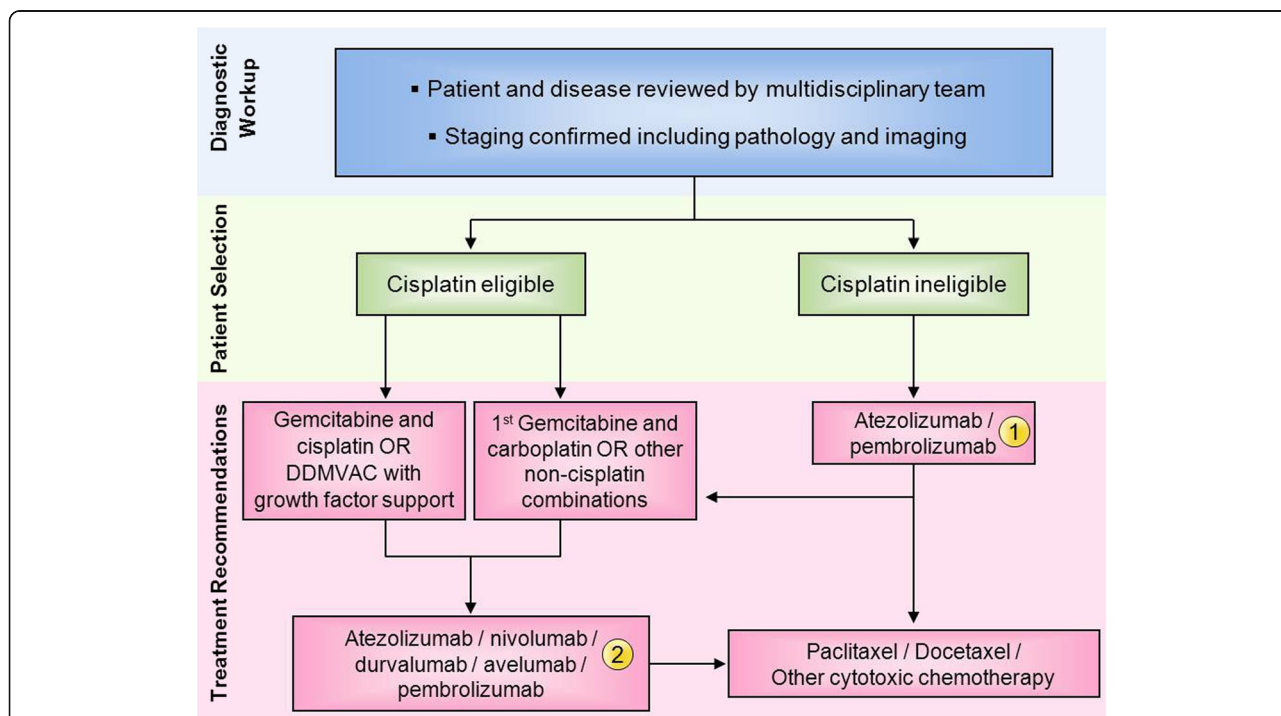 Diagnostic
Workup
▪ Patient and disease reviewed by multidisciplinary team
▪ Staging confirmed including pathology and imaging
Patient Selection
Cisplatin eligible
Cisplatin ineligible
Treatment Recommendations
Gemcitabine and
cisplatin OR
DDMVAC with
growth factor support
1st Gemcitabine and
carboplatin OR other
non-cisplatin
combinations
Atezolizumab /
pembrolizumab
1
Atezolizumab / nivolumab /
durvalumab / avelumab /
pembrolizumab
2
Paclitaxel / Docetaxel /
Other cytotoxic chemotherapy